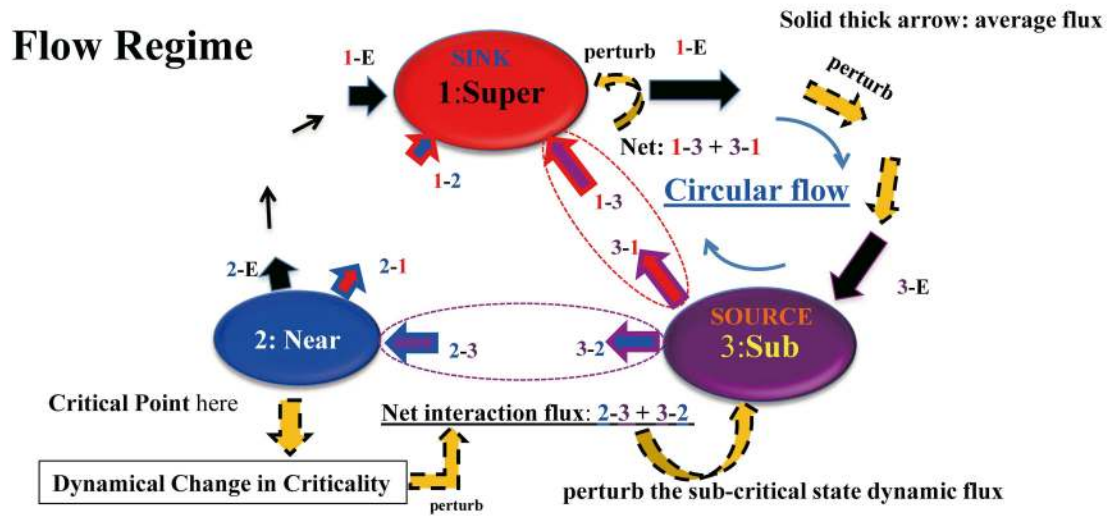 Flow Regime
Solid thick arrow: average flux
1-E
SINK
1:Super
perturb
1-E
perturb
Net: 1-3 + 3-1
1-2
1-3
Circular flow
3-1
2-E
2-1
3-E
2: Near
2-3
3-2
SOURCE
3:Sub
Critical Point here
Net interaction flux: 2-3 + 3-2
Dynamical Change in Criticality
perturb
perturb the sub-critical state dynamic flux